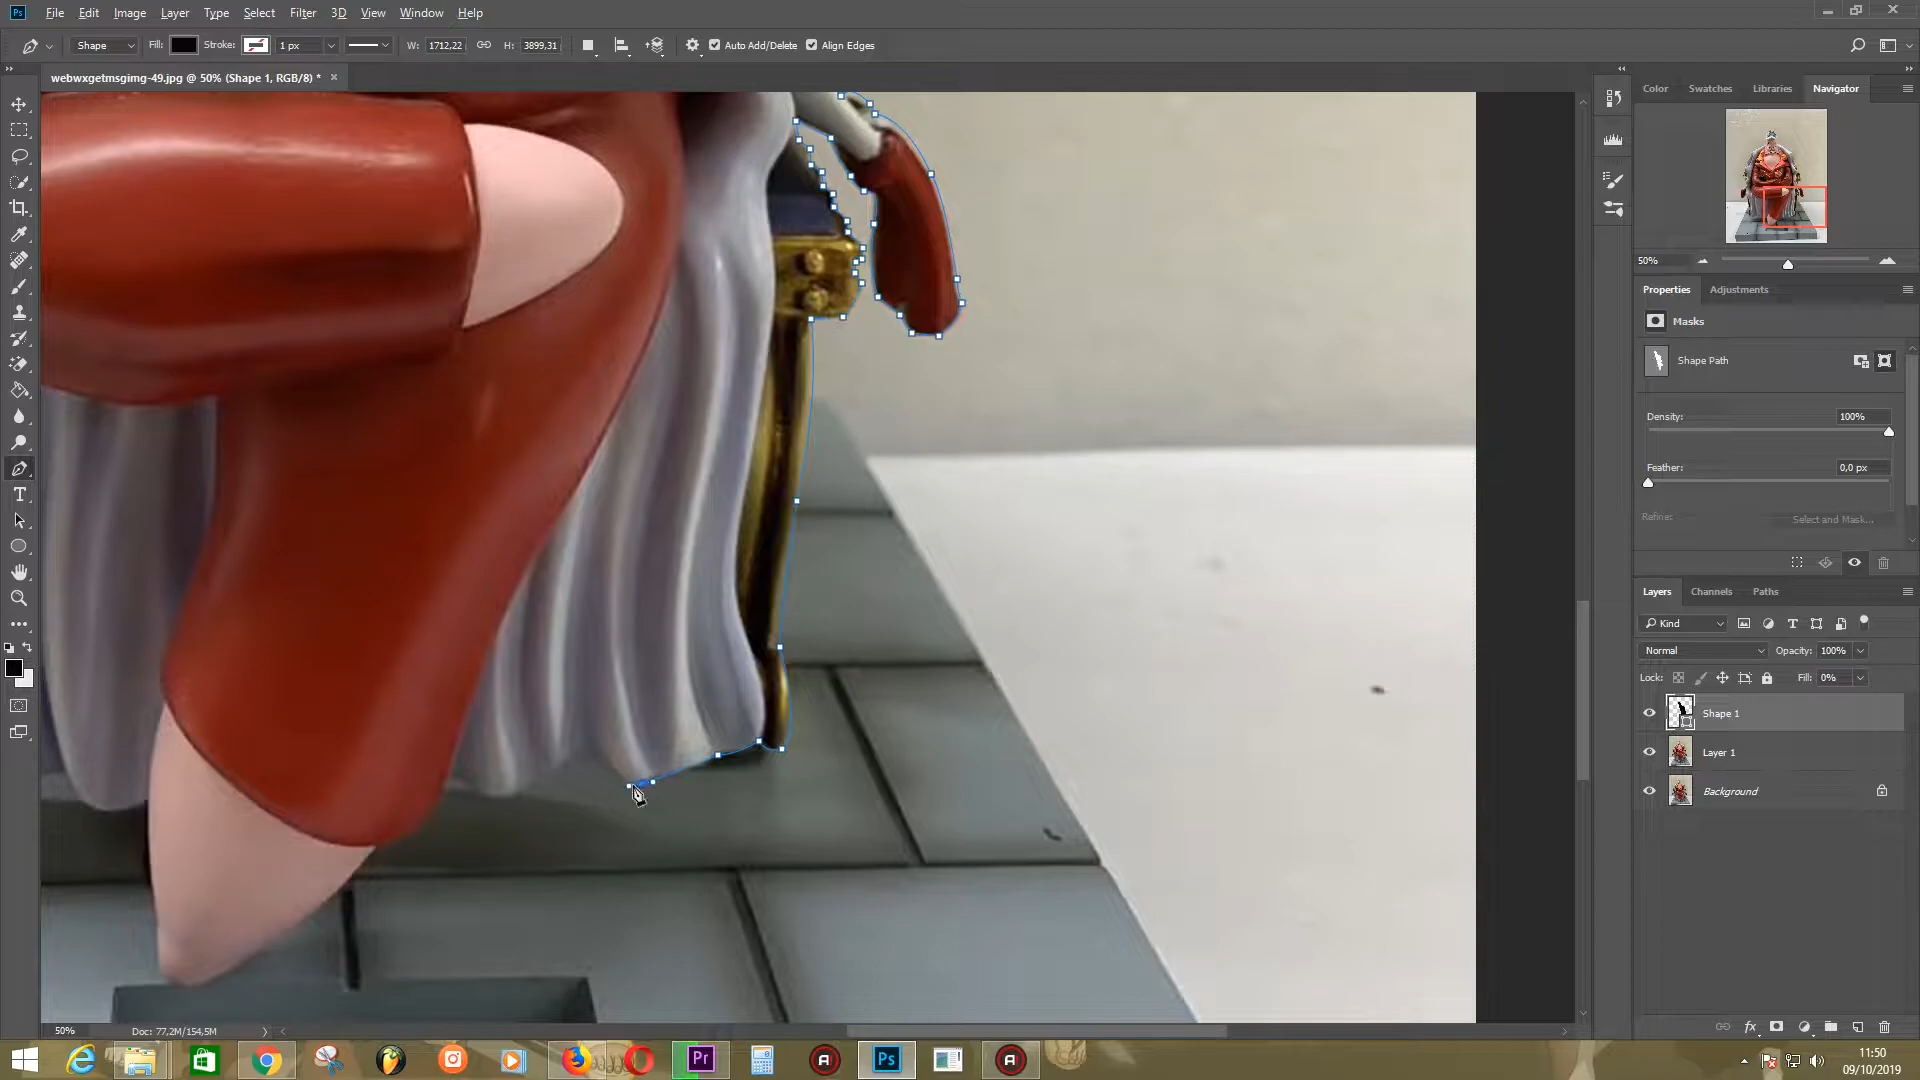 Ps File Edit Image Layer Type Select Filter 3D View Window Help
Shape Fill: Stroke: 1 px W: 1712,22 H: 3899,31 Auto Add/Delete Align Edges
webwxgetmsgimg-49.jpg @ 50% (Shape 1, RGB/8) *
Color Swatches Libraries Navigator
50%
Properties Adjustments
Masks
Shape Path
Density: 100%
Feather: 0,0 px
Refine: Select and Mask...
Layers Channels Paths
Kind
Normal Opacity: 100%
Lock: Fill: 0%
Shape 1
Layer 1
Background
50% Doc: 77,2M/154,5M
Pr Ps
11:50
09/10/2019